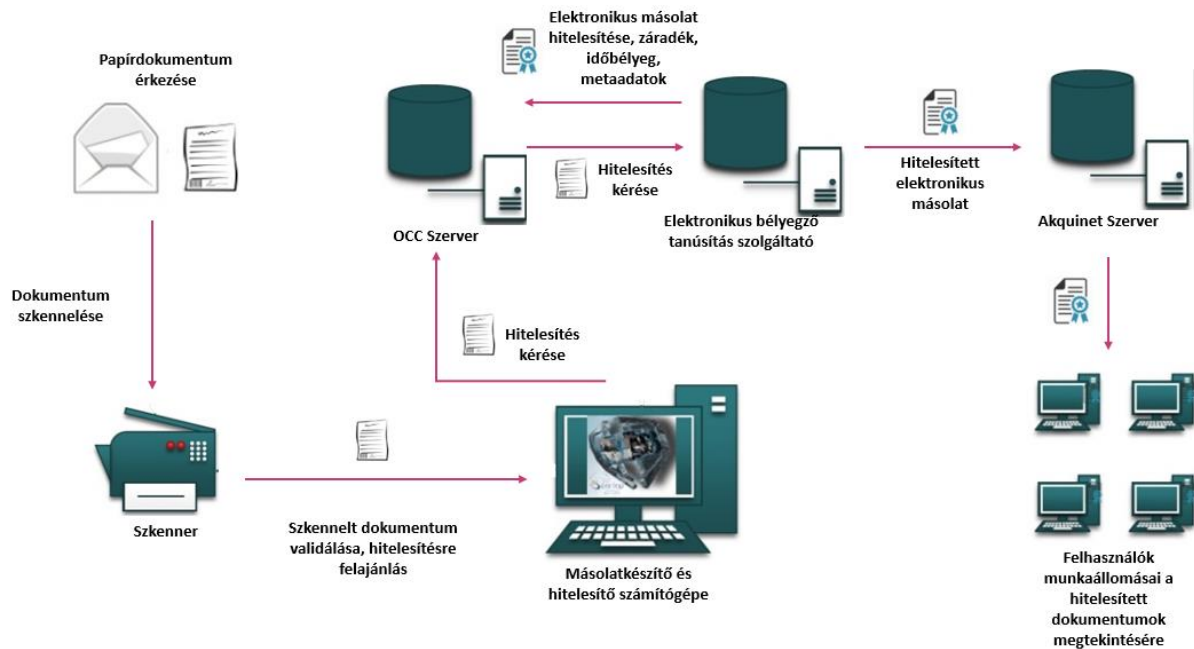 Papírdokumentum
érkezése
Dokumentum
szkennelése
Szkenner
Szkennelt dokumentum
validálása, hitelesítésre
felajánlás
Másolatkészítő és
hitelesítő számítógépe
Hitelesítés
kérése
OCC Szerver
Hitelesítés
kérése
Elektronikus másolat
hitelesítése, záradék,
időbélyeg,
metaadatok
Elektronikus bélyegző
tanúsítás szolgáltató
Hitelesített
elektronikus
másolat
Akquinet Szerver
Felhasználók
munkaállomásai a
hitelesített
dokumentumok
megtekintésére